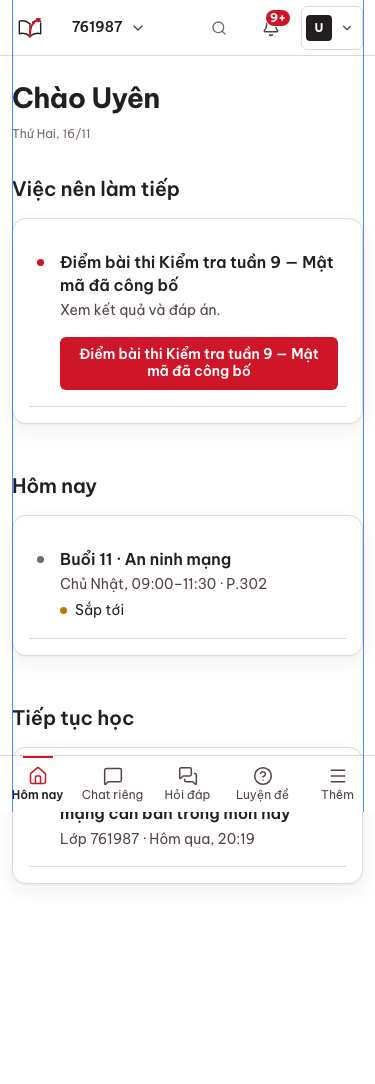 761987
9+
U
Chào Uyên
Thứ Hai, 16/11
Việc nên làm tiếp
Điểm bài thi Kiểm tra tuần 9 — Mật
mã đã công bố
Xem kết quả và đáp án.
Điểm bài thi Kiểm tra tuần 9 — Mật
mã đã công bố
Hôm nay
Buổi 11 · An ninh mạng
Chủ Nhật, 09:00–11:30 · P.302
Sắp tới
Tiếp tục học
Hôm nay
Chat riêng
Hỏi đáp
Luyện đề
Thêm
mạng căn bản trong môn này
Lớp 761987 · Hôm qua, 20:19